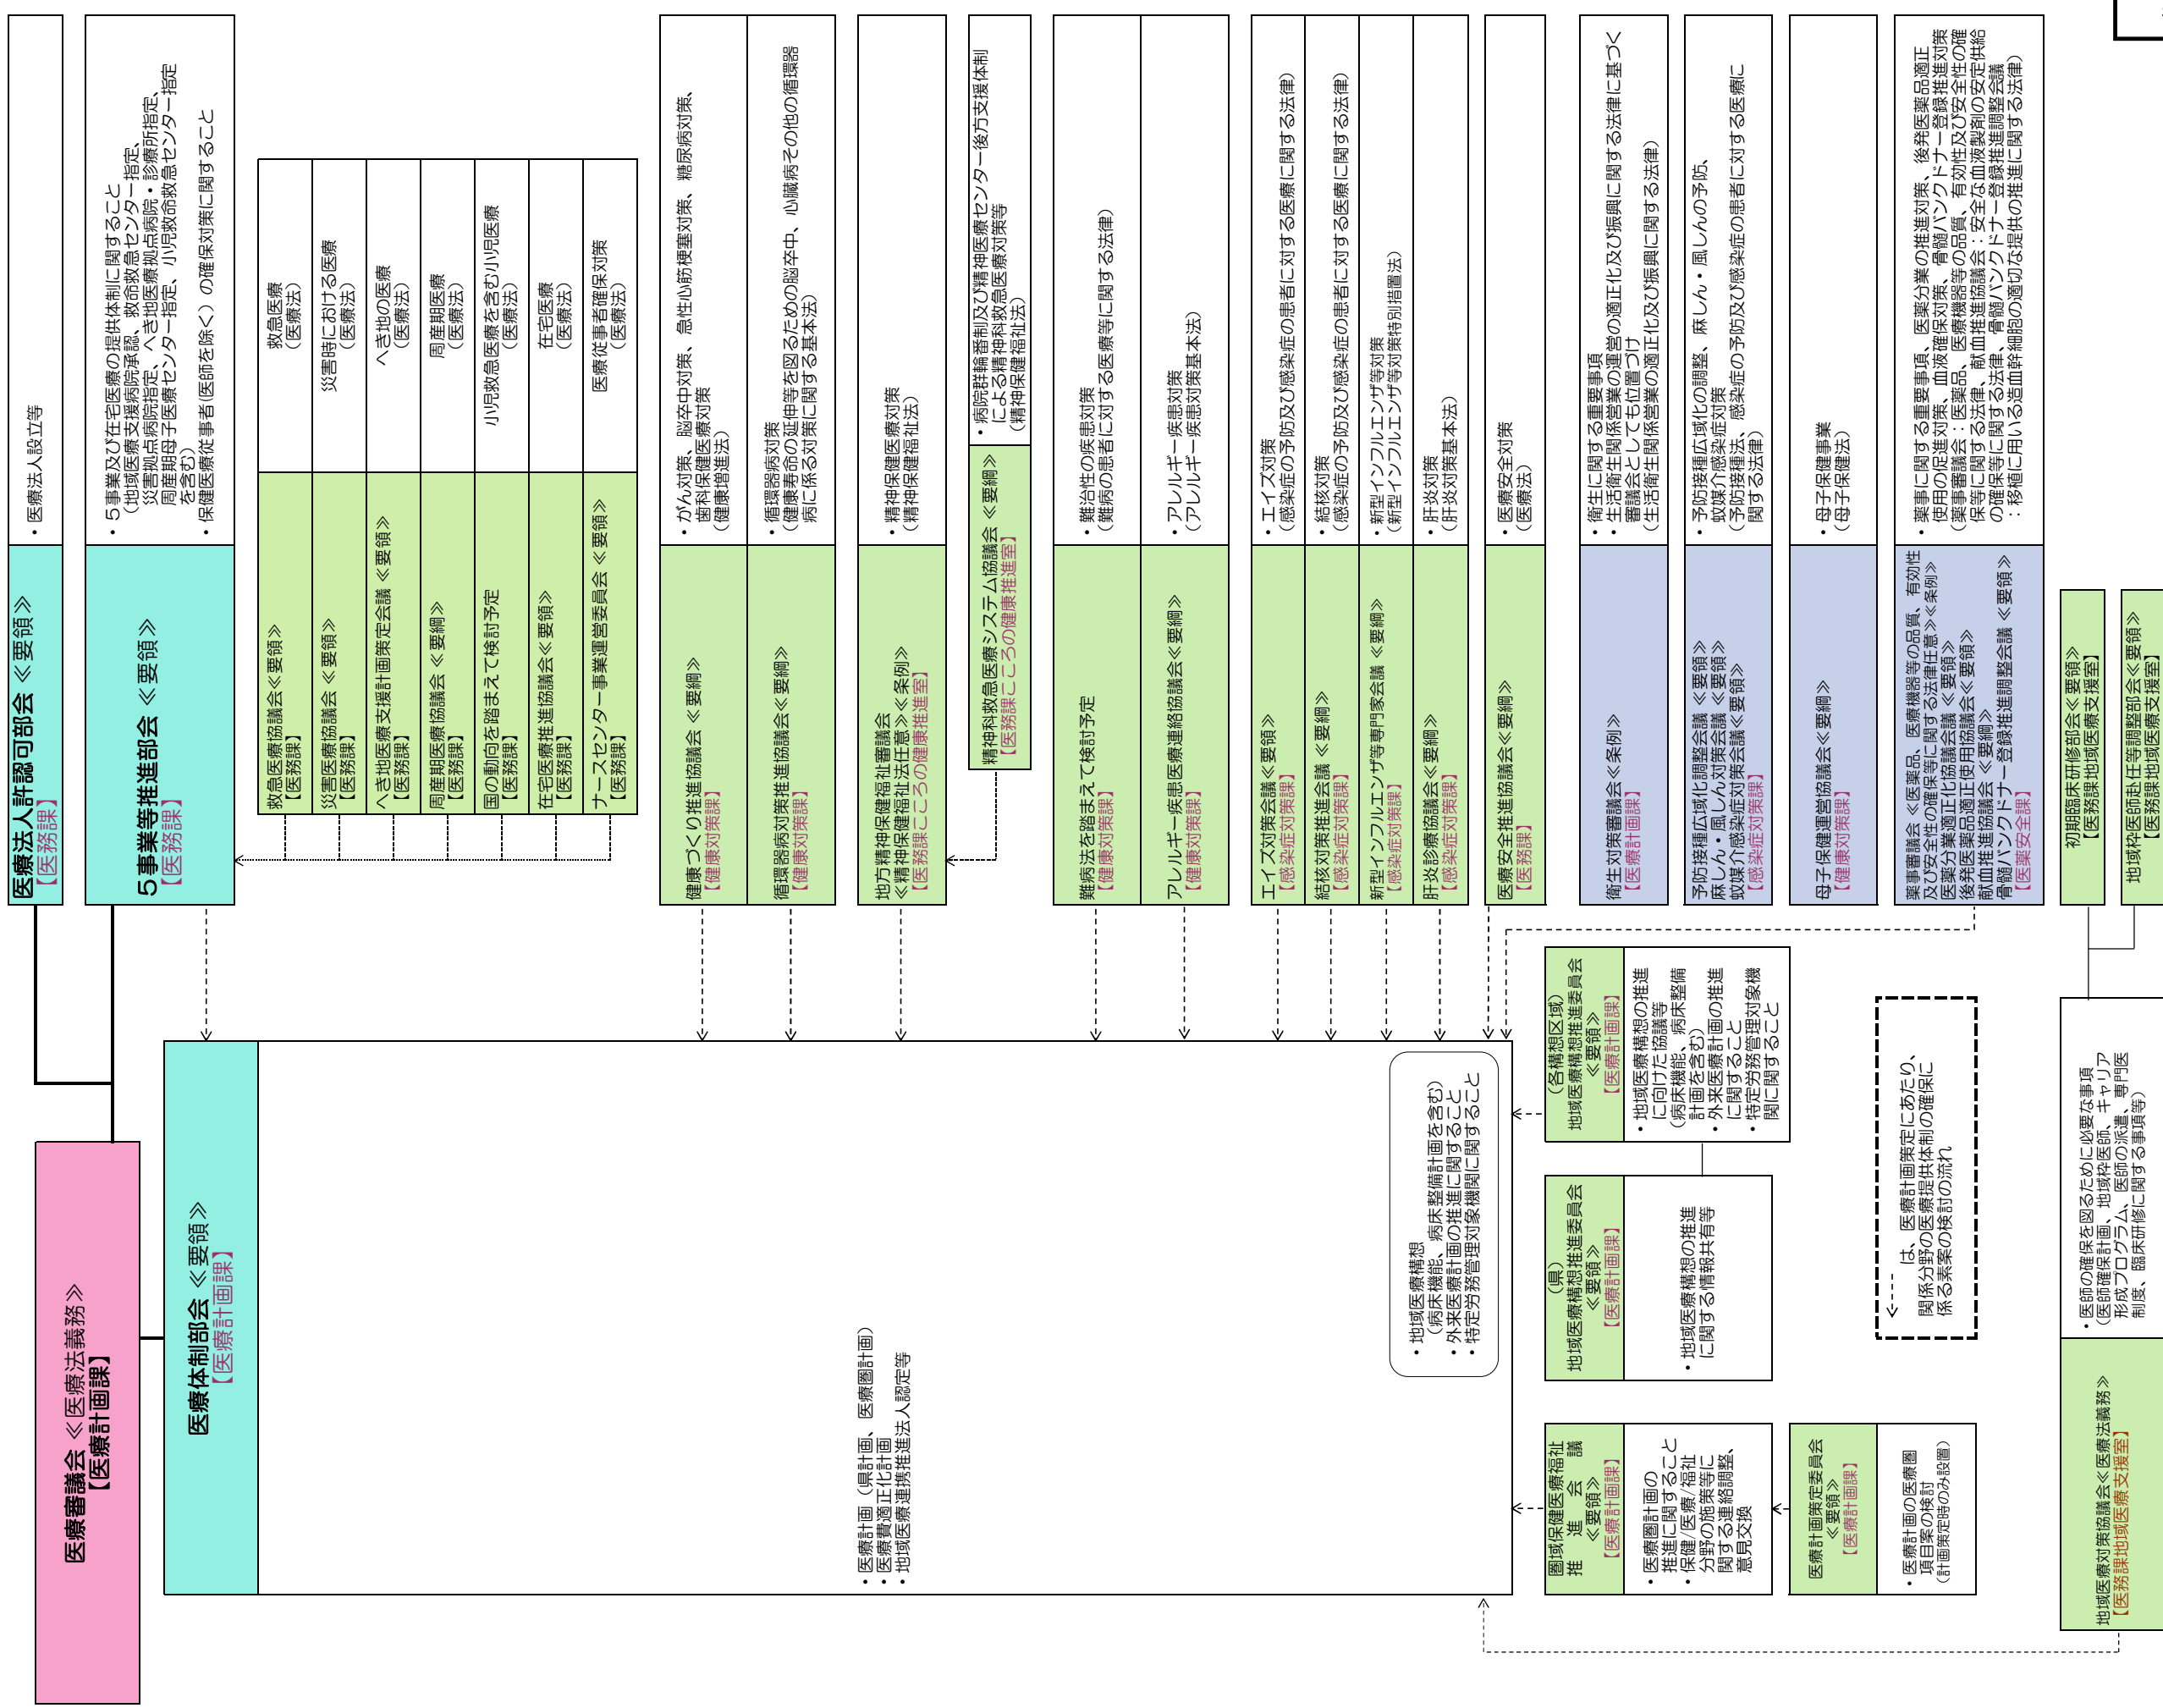 医療審議会≪医療法義務≫
【医療計画課】
医療法人許認可部会 ≪要領≫
【医務課】
・医療法人設立等
5事業等推進部会 ≪要領≫
【医務課】
・５事業及び在宅医療の提供体制に関すること
（地域医療支援病院承認、救命救急センター指定、
災害拠点病院指定、へき地医療拠点病院・診療所指定、
周産期母子医療センター指定、小児救命救急センター指定
を含む）
・保健医療従事者(医師を除く）の確保対策に関すること
救急医療協議会≪要領≫
【医務課】
救急医療
（医療法）
災害医療協議会 ≪要領≫
【医務課】
災害時における医療
（医療法）
へき地医療支援計画策定会議 ≪要領≫
【医務課】
へき地の医療
（医療法）
周産期医療協議会 ≪要綱≫
【医務課】
周産期医療
（医療法）
国の動向を踏まえて検討予定
【医務課】
小児救急医療を含む小児医療
（医療法）
在宅医療推進協議会≪要領≫
【医務課】
在宅医療
（医療法）
ナースセンター事業運営委員会 ≪要領≫
【医務課】
医療従事者確保対策
（医療法）
医療体制部会 ≪要領≫
【医療計画課】
・医療計画（県計画、医療圏計画）
・医療費適正化計画
・地域医療連携推進法人認定等
・地域医療構想
（病床機能、病床整備計画を含む）
・外来医療計画の推進に関すること
・特定労務管理対象機関に関すること
健康づくり推進協議会 ≪要綱≫
【健康対策課】
・がん対策、脳卒中対策、急性心筋梗塞対策、糖尿病対策、
歯科保健医療対策
（健康増進法）
循環器病対策推進協議会≪要綱≫
【健康対策課】
・循環器病対策
（健康寿命の延伸等を図るための脳卒中、心臓病その他の循環器
病に係る対策に関する基本法）
地方精神保健福祉審議会
≪精神保健福祉法任意≫≪条例≫
【医務課こころの健康推進室】
・精神保健医療対策
（精神保健福祉法）
精神科救急医療システム協議会 ≪要綱≫
【医務課こころの健康推進室】
・病院群輪番制及び精神医療センター後方支援体制
による精神科救急医療対策等
（精神保健福祉法）
難病法を踏まえて検討予定
【健康対策課】
・難治性の疾患対策
（難病の患者に対する医療等に関する法律）
アレルギー疾患医療連絡協議会≪要綱≫
【健康対策課】
・アレルギー疾患対策
（アレルギー疾患対策基本法）
エイズ対策会議≪要領≫
【感染症対策課】
・エイズ対策
（感染症の予防及び感染症の患者に対する医療に関する法律）
結核対策推進会議 ≪要綱≫
【感染症対策課】
・結核対策
（感染症の予防及び感染症の患者に対する医療に関する法律）
新型インフルエンザ等専門家会議 ≪要綱≫
【感染症対策課】
・新型インフルエンザ等対策
（新型インフルエンザ等対策特別措置法）
肝炎診療協議会≪要綱≫
【感染症対策課】
・肝炎対策
（肝炎対策基本法）
医療安全推進協議会≪要綱≫
【医務課】
・医療安全対策
（医療法）
衛生対策審議会≪条例≫
【医療計画課】
・衛生に関する重要事項
・生活衛生関係営業の運営の適正化及び振興に関する法律に基づく
審議会としても位置づけ
（生活衛生関係営業の適正化及び振興に関する法律）
予防接種広域化調整会議 ≪要領≫
麻しん・風しん対策会議 ≪要領≫
蚊媒介感染症対策会議≪要領≫
【感染症対策課】
・予防接種広域化の調整、麻しん・風しんの予防、
蚊媒介感染症対策
（予防接種法、感染症の予防及び感染症の患者に対する医療に
関する法律）
母子保健運営協議会≪要綱≫
【健康対策課】
・母子保健事業
（母子保健法）
薬事審議会 ≪医薬品、医療機器等の品質、有効性
及び安全性の確保等に関する法律任意≫≪条例≫
医薬分業適正化協議会議 ≪要領≫
後発医薬品適正使用協議会≪要領≫
献血推進協議会 ≪要綱≫
骨髄バンクドナー登録推進調整会議 ≪要領≫
【医薬安全課】
・薬事に関する重要事項、医薬分業の推進対策、後発医薬品適正
使用の促進対策、血液確保対策、骨髄バンクドナー登録推進対策
（薬事審議会：医薬品、医療機器等の品質、有効性及び安全性の確
保等に関する法律、献血推進協議会：安全な血液製剤の安定供給
の確保等に関する法律、骨髄バンクドナー登録推進調整会議
：移植に用いる造血幹細胞の適切な提供の推進に関する法律）
圏域保健医療福祉
推進会議
≪要領≫
【医療計画課】
・医療圏計画の
推進に関すること
・保健/医療/福祉
分野の施策等に
関する連絡調整、
意見交換
医療計画策定委員会
≪要領≫
【医療計画課】
・医療計画の医療圏
項目案の検討
（計画策定時のみ設置）
（県）
地域医療構想推進委員会
≪要領≫
【医療計画課】
・地域医療構想の推進
に関する情報共有等
（各構想区域）
地域医療構想推進委員会
≪要領≫
【医療計画課】
・地域医療構想の推進
に向けた協議等
（病床機能、病床整備
計画を含む）
・外来医療計画の推進
に関すること
・特定労務管理対象機
関に関すること
は、医療計画策定にあたり、
関係分野の医療提供体制の確保に
係る素案の検討の流れ
地域医療対策協議会≪医療法義務≫
【医務課地域医療支援室】
・医師の確保を図るために必要な事項
（医師確保計画、地域枠医師、キャリア
形成プログラム、医師の派遣、専門医
制度、臨床研修に関する事項等）
初期臨床研修部会≪要領≫
【医務課地域医療支援室】
地域枠医師赴任等調整部会≪要領≫
【医務課地域医療支援室】